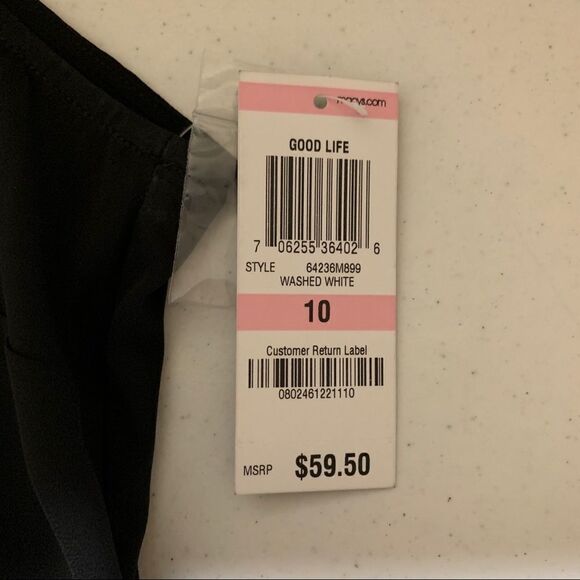 macys.com
GOOD LIFE
7 06255 36402 6
STYLE 64236M899
WASHED WHITE
10
Customer Return Label
0802461221110
MSRP $59.50